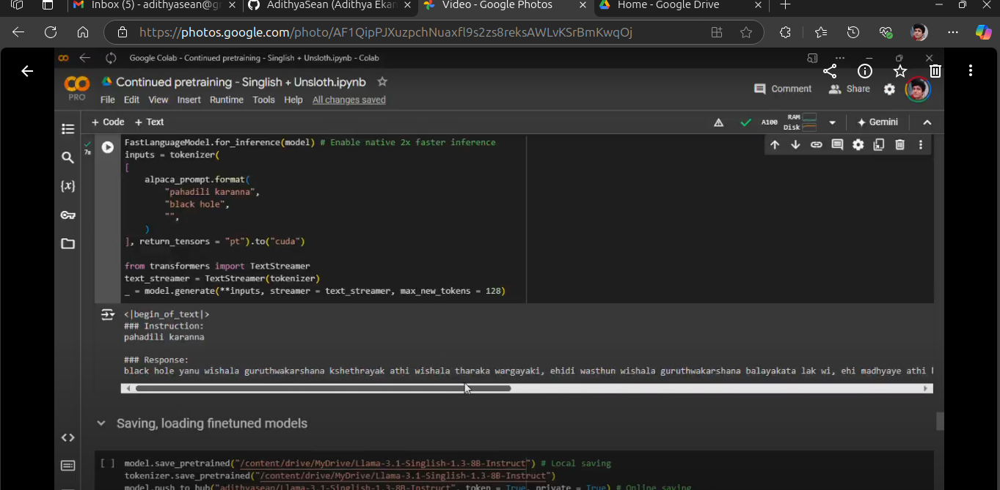 Inbox (5) - adithyasean@g
AdithyaSean (Adithya Ekan
Video - Google Photos
Home - Google Drive
https://photos.google.com/photo/AF1QipPJXuzpchNuaxfl9s2zs8reksAWLvKSrBmKwqOj
Google Colab - Continued pretraining - Singlish + Unsloth.ipynb - Colab
PRO
Continued pretraining - Singlish + Unsloth.ipynb
File Edit View Insert Runtime Tools Help All changes saved
Comment
Share
+ Code + Text
A100
RAM
Disk
Gemini
7s
FastLanguageModel.for_inference(model) # Enable native 2x faster inference
inputs = tokenizer(
[
alpaca_prompt.format(
"pahadili karanna",
"black hole",
"",
)
], return_tensors = "pt").to("cuda")
from transformers import TextStreamer
text_streamer = TextStreamer(tokenizer)
_ = model.generate(**inputs, streamer = text_streamer, max_new_tokens = 128)
<|begin_of_text|>
### Instruction:
pahadili karanna
### Response:
black hole yanu wishala guruthwakarshana kshethrayak athi wishala tharaka wargayaki, ehidi wasthun wishala guruthwakarshana balayakata lak wi, ehi madhyaye athi
Saving, loading finetuned models
[ ] model.save_pretrained("/content/drive/MyDrive/Llama-3.1-Singlish-1.3-8B-Instruct") # Local saving
tokenizer.save_pretrained("/content/drive/MyDrive/Llama-3.1-Singlish-1.3-8B-Instruct")
model.push_to_hub("adithyasean/Llama-3.1-Singlish-1.3-8B-Instruct", token = True, private = True) # Online saving